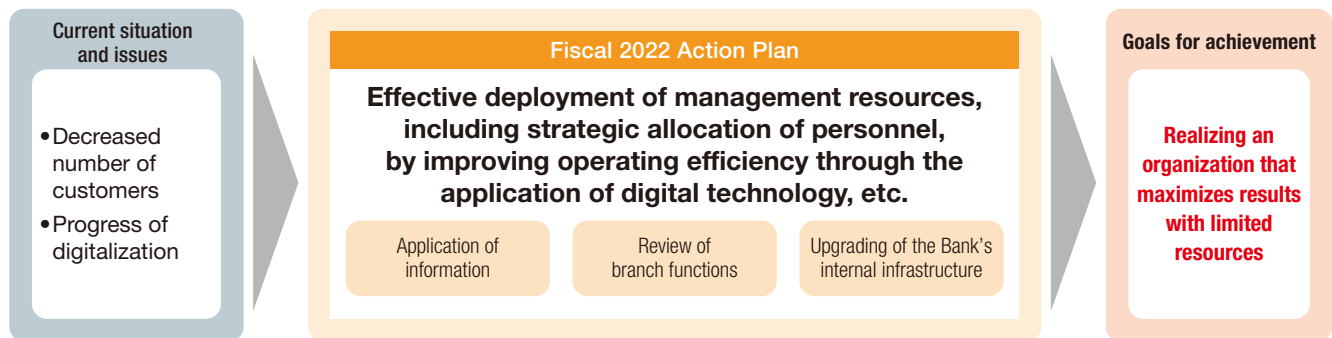 Current situation
and issues
•Decreased
number of
customers
•Progress of
digitalization
Fiscal 2022 Action Plan
Effective deployment of management resources,
including strategic allocation of personnel,
by improving operating efficiency through the
application of digital technology, etc.
Application of
information
Review of
branch functions
Upgrading of the Bank’s
internal infrastructure
Goals for achievement
Realizing an
organization that
maximizes results
with limited
resources